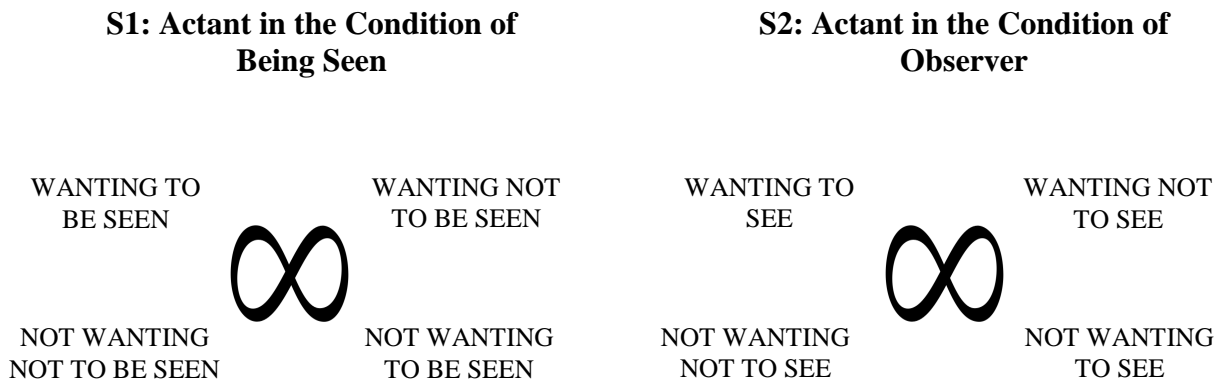 S1: Actant in the Condition of
Being Seen
S2: Actant in the Condition of
Observer
WANTING TO
BE SEEN
WANTING NOT
TO BE SEEN
WANTING TO
SEE
WANTING NOT
TO SEE
NOT WANTING
NOT TO BE SEEN
NOT WANTING
TO BE SEEN
NOT WANTING
NOT TO SEE
NOT WANTING
TO SEE